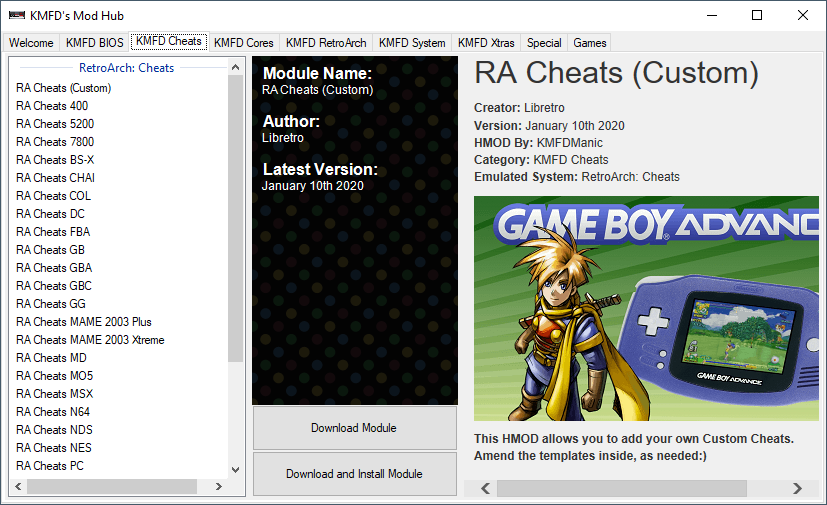 KMFD's Mod Hub
Welcome
KMFD BIOS
KMFD Cheats
KMFD Cores
KMFD RetroArch
KMFD System
KMFD Xtras
Special
Games
RetroArch: Cheats
RA Cheats (Custom)
RA Cheats 400
RA Cheats 5200
RA Cheats 7800
RA Cheats BS-X
RA Cheats CHAI
RA Cheats COL
RA Cheats DC
RA Cheats FBA
RA Cheats GB
RA Cheats GBA
RA Cheats GBC
RA Cheats GG
RA Cheats MAME 2003 Plus
RA Cheats MAME 2003 Xtreme
RA Cheats MD
RA Cheats MO5
RA Cheats MSX
RA Cheats N64
RA Cheats NDS
RA Cheats NES
RA Cheats PC
Module Name:
RA Cheats (Custom)
Author:
Libretro
Latest Version:
January 10th 2020
Download Module
Download and Install Module
RA Cheats (Custom)
Creator: Libretro
Version: January 10th 2020
HMOD By: KMFDManic
Category: KMFD Cheats
Emulated System: RetroArch: Cheats
GAME BOY ADVANC
GAME BOY ADVANCE
This HMOD allows you to add your own Custom Cheats.
Amend the templates inside, as needed:)